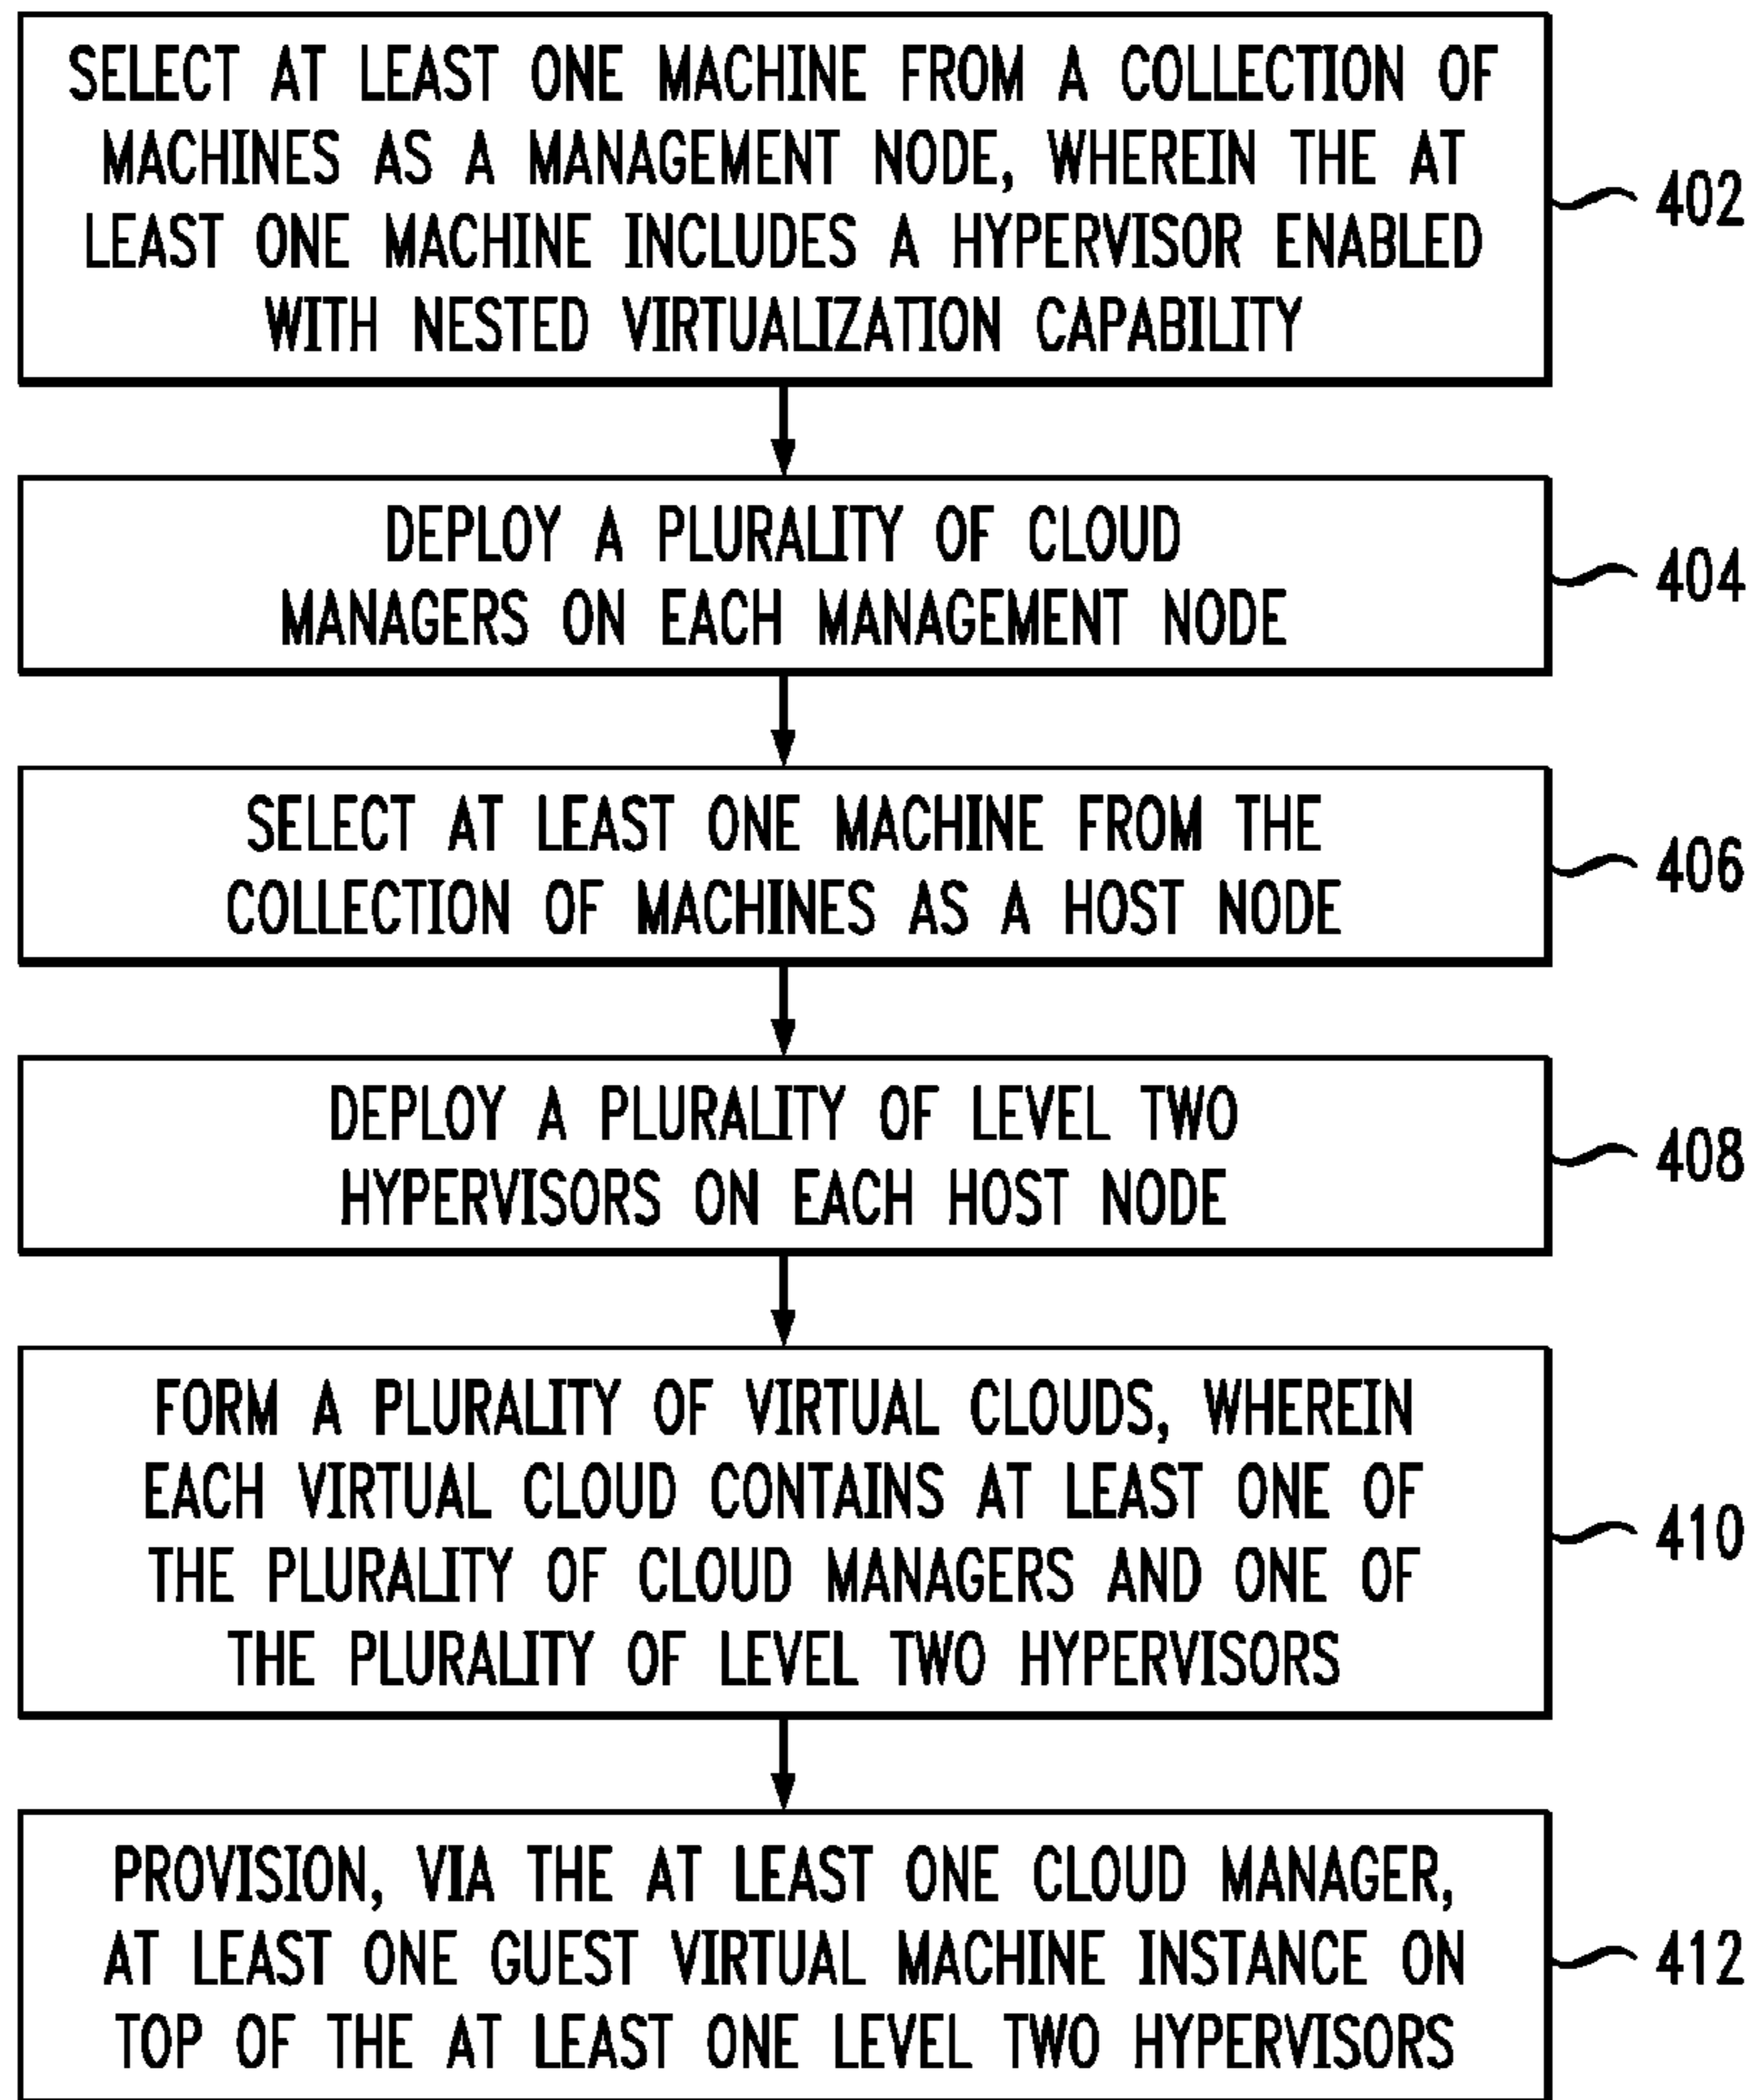 SELECT AT LEAST ONE MACHINE FROM A COLLECTION OF
MACHINES AS A MANAGEMENT NODE, WHEREIN THE AT
LEAST ONE MACHINE INCLUDES A HYPERVISOR ENABLED
WITH NESTED VIRTUALIZATION CAPABILITY
402
DEPLOY A PLURALITY OF CLOUD
MANAGERS ON EACH MANAGEMENT NODE
404
SELECT AT LEAST ONE MACHINE FROM THE
COLLECTION OF MACHINES AS A HOST NODE
406
DEPLOY A PLURALITY OF LEVEL TWO
HYPERVISORS ON EACH HOST NODE
408
FORM A PLURALITY OF VIRTUAL CLOUDS, WHEREIN
EACH VIRTUAL CLOUD CONTAINS AT LEAST ONE OF
THE PLURALITY OF CLOUD MANAGERS AND ONE OF
THE PLURALITY OF LEVEL TWO HYPERVISORS
410
PROVISION, VIA THE AT LEAST ONE CLOUD MANAGER,
AT LEAST ONE GUEST VIRTUAL MACHINE INSTANCE ON
TOP OF THE AT LEAST ONE LEVEL TWO HYPERVISORS
412